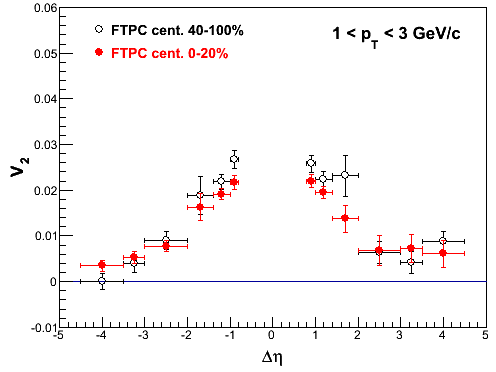 0.06
0.05
0.04
0.03
0.02
0.01
0
-0.01
V2
FTPC cent. 40-100%
FTPC cent. 0-20%
1 < pT < 3 GeV/c
-5 -4 -3 -2 -1 0 1 2 3 4 5
Δη